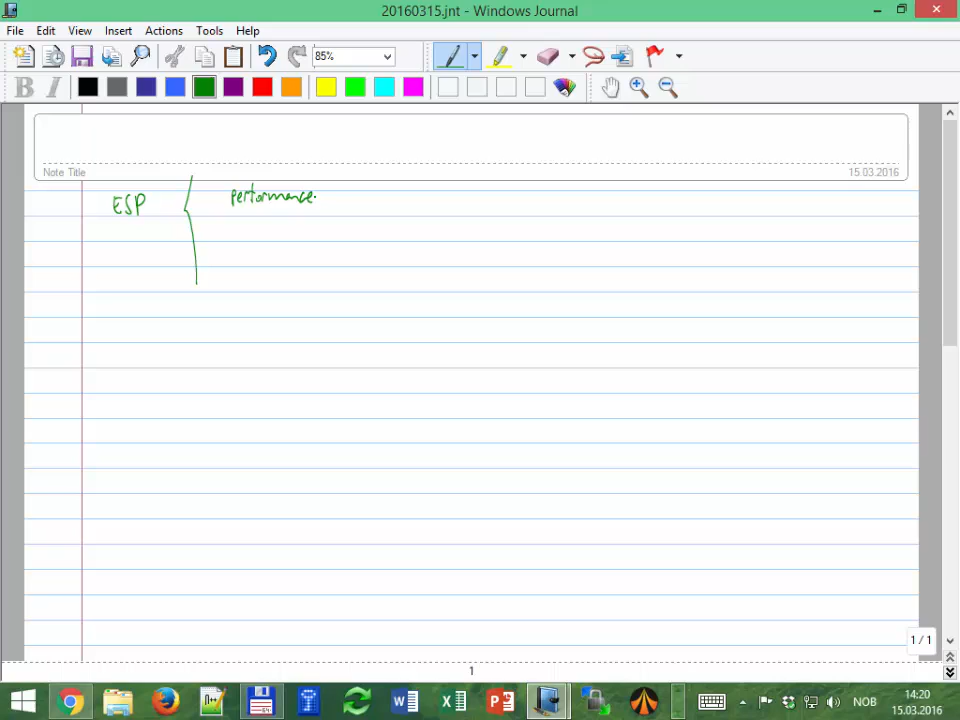 20160315.jnt - Windows Journal
File Edit View Insert Actions Tools Help
85%
B I
Note Title 15.03.2016
ESP performance.
1 / 1
1
NOB 14:20
15.03.2016